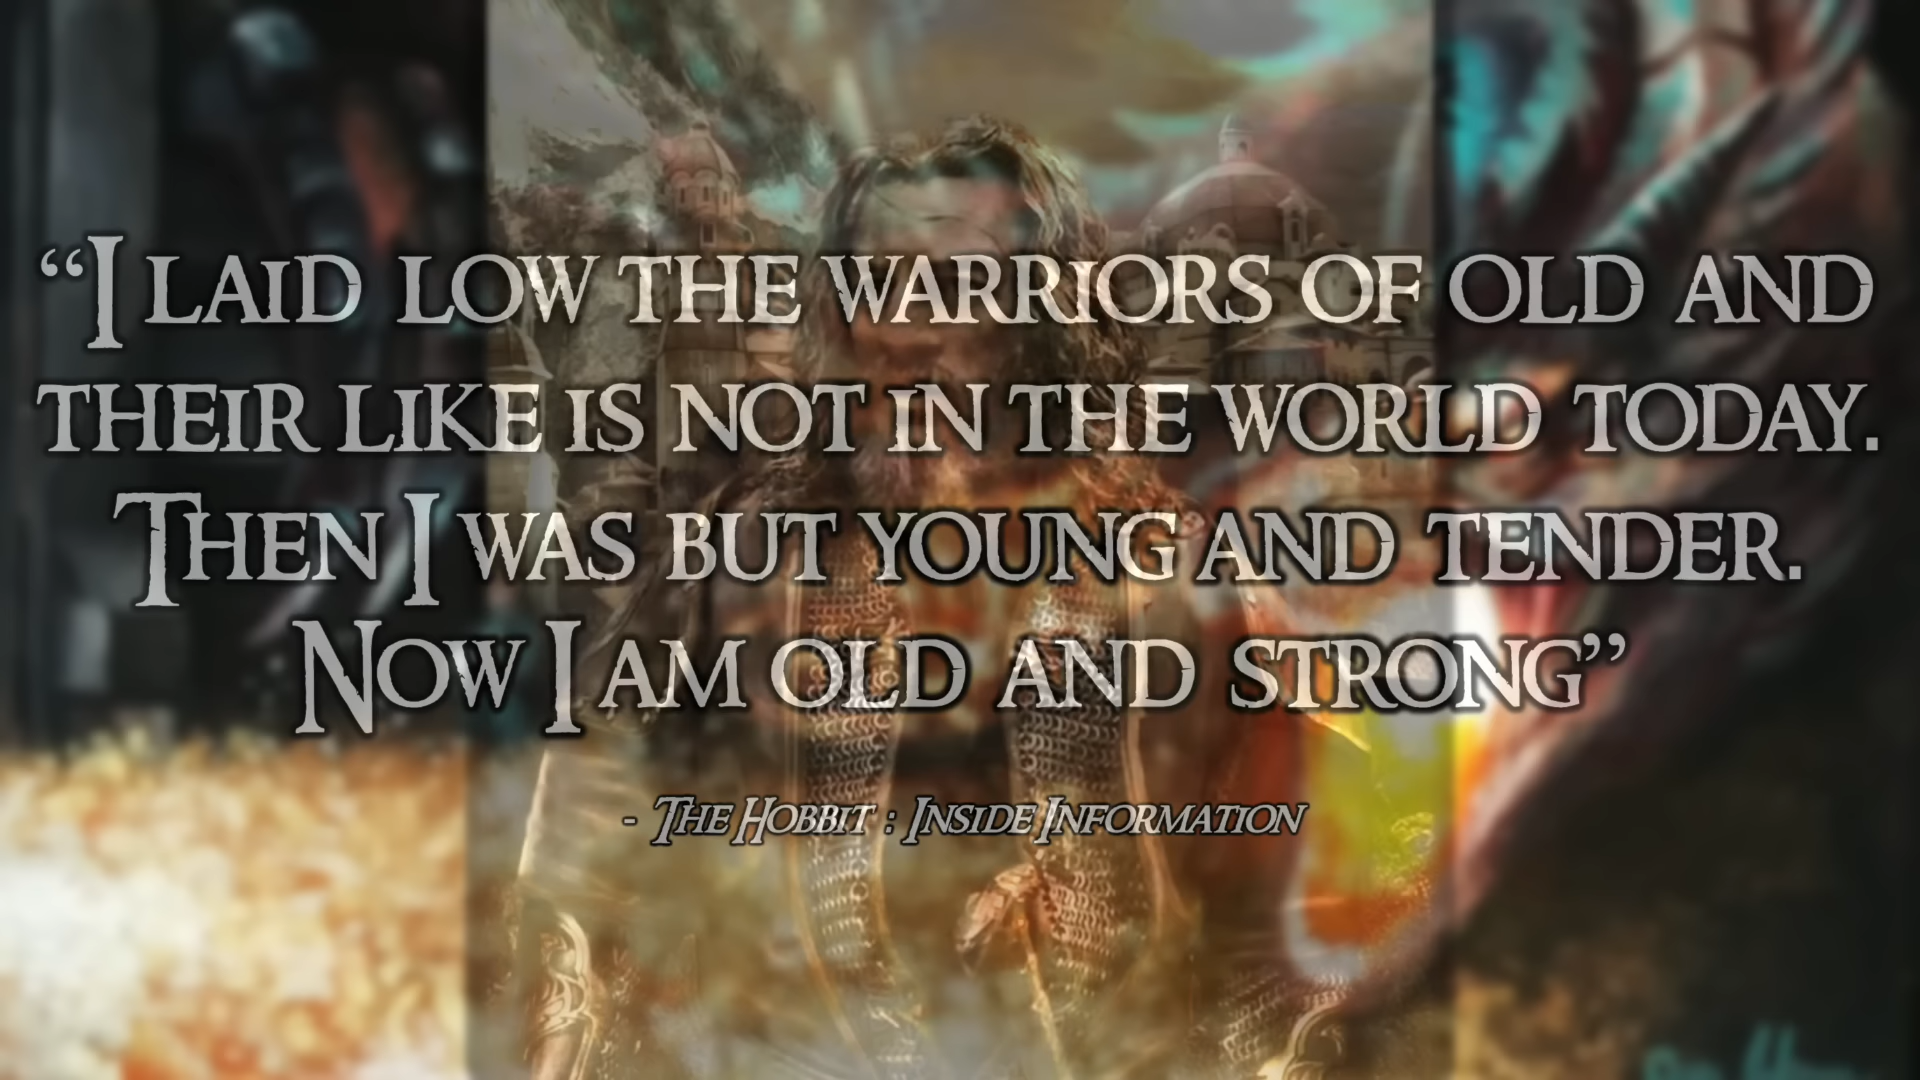 “I laid low the warriors of old and
their like is not in the world today.
Then I was but young and tender.
Now I am old and strong”
- The Hobbit : Inside Information